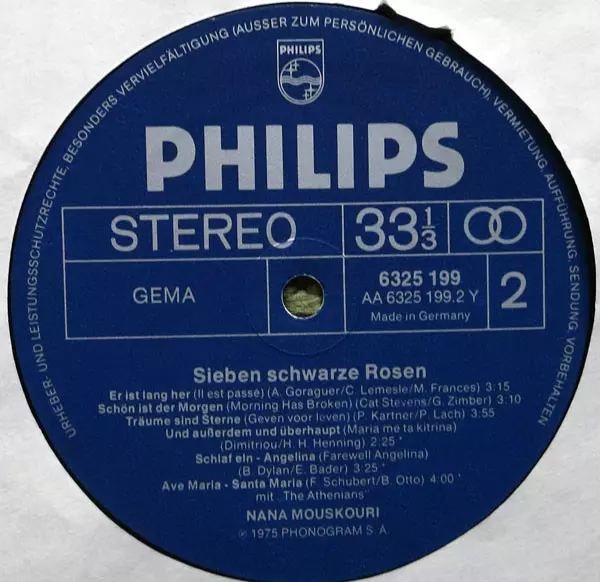 URHEBER- UND LEISTUNGSSCHUTZRECHTE, BESONDERS VERVIELFÄLTIGUNG (AUSSER ZUM PERSÖNLICHEN GEBRAUCH), VERMIETUNG, AUFFÜHRUNG, SENDUNG VORBEHALTEN
PHILIPS
PHILIPS
STEREO 33 1/3
GEMA 6325 199 2
AA 6325 199.2 Y
Made in Germany
Sieben schwarze Rosen
Er ist lang her (Il est passé) (A. Goraguer/C. Lemesle/M. Frances) 3:15
Schön ist der Morgen (Morning Has Broken) (Cat Stevens/G. Zimber) 3:10
Träume sind Sterne (Geven voor leven) (P. Kartner/P. Lach) 3:55
Und außerdem und überhaupt (Maria me ta kitrina)
(Dimitriou/H. H. Henning) 2:25 *
Schlaf ein - Angelina (Farewell Angelina)
(B. Dylan/E. Bader) 3:25 *
Ave Maria - Santa Maria (F. Schubert/B. Otto) 4:00 *
* mit „The Athenians"
NANA MOUSKOURI
℗ 1975 PHONOGRAM S. A.